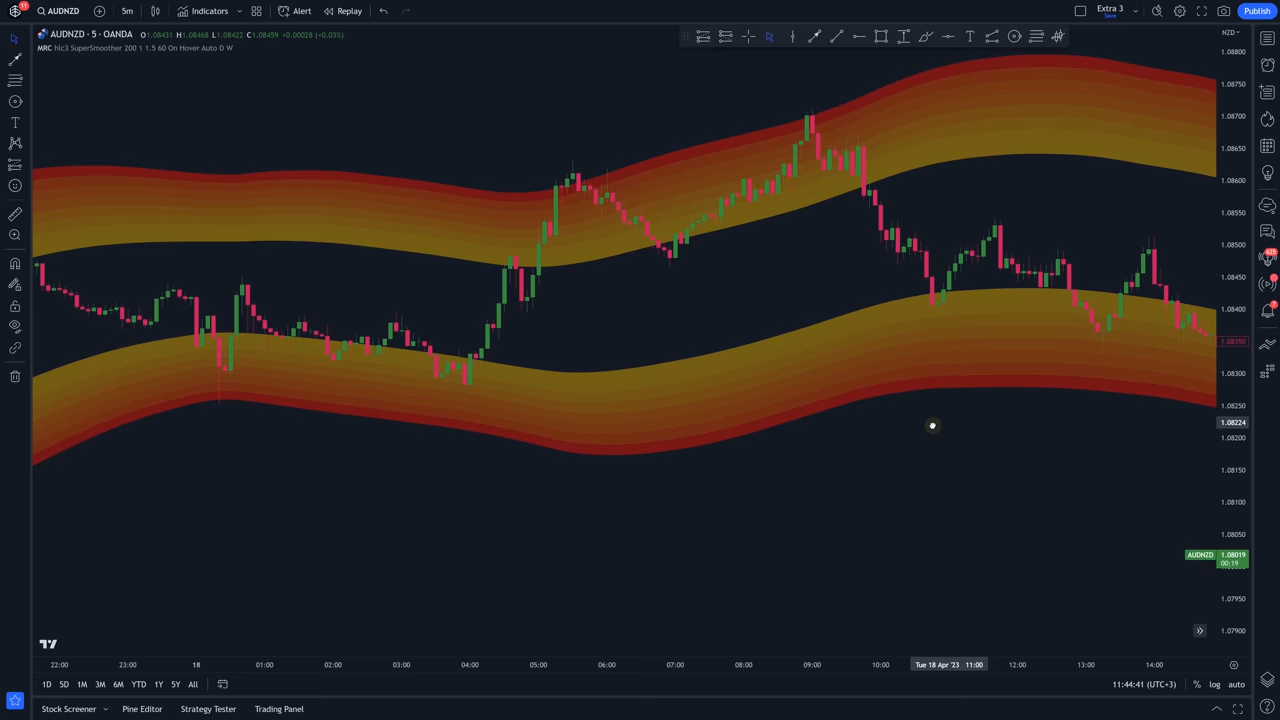 11
AUDNZD
5m
Indicators
Alert
Replay
Extra 3
Save
Publish
AUDNZD · 5 · OANDA O1.08431 H1.08468 L1.08422 C1.08459 +0.00028 (+0.03%)
MRC hlc3 SuperSmoother 200 1 1.5 60 On Hover Auto D W
NZD
1.08800
1.08750
1.08700
1.08650
1.08600
1.08550
1.08500
1.08450
1.08400
1.08350
1.08300
1.08250
1.08224
1.08200
1.08150
1.08100
1.08050
AUDNZD 1.08019
00:19
1.07950
1.07900
625
7
22:00 23:00 18 01:00 02:00 03:00 04:00 05:00 06:00 07:00 08:00 09:00 10:00 Tue 18 Apr '23 11:00 12:00 13:00 14:00
1D 5D 1M 3M 6M YTD 1Y 5Y All
11:44:41 (UTC+3) % log auto
Stock Screener Pine Editor Strategy Tester Trading Panel